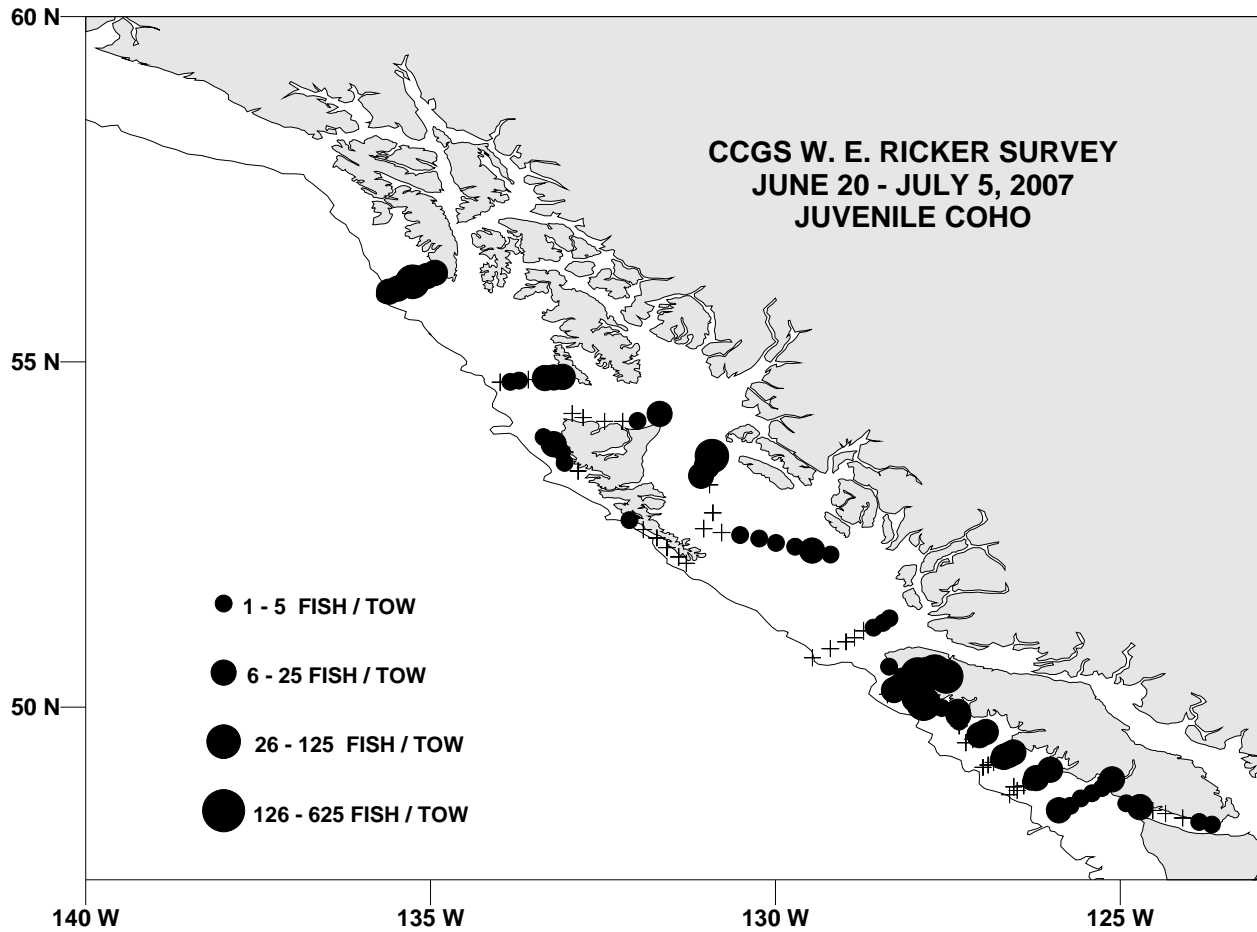 60 N
CCGS W. E. RICKER SURVEY
JUNE 20 - JULY 5, 2007
JUVENILE COHO
55 N
1 - 5 FISH / TOW
6 - 25 FISH / TOW
50 N
26 - 125 FISH / TOW
126 - 625 FISH / TOW
140 W 135 W 130 W 125 W